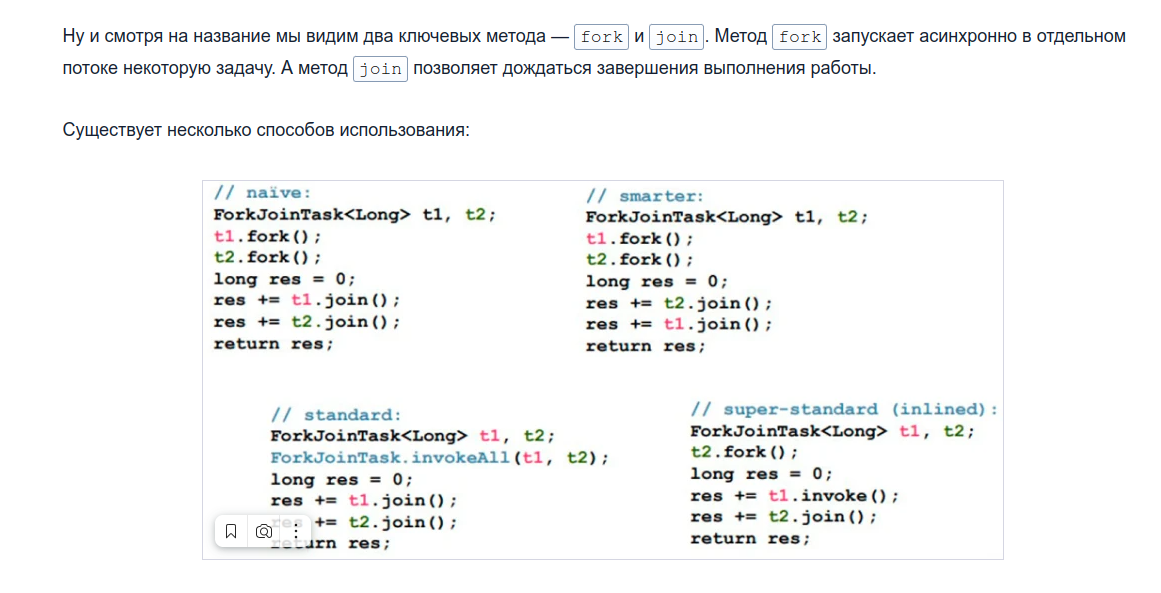 Ну и смотря на название мы видим два ключевых метода — fork и join. Метод fork запускает асинхронно в отдельном
потоке некоторую задачу. А метод join позволяет дождаться завершения выполнения работы.
Существует несколько способов использования:
// naïve:
ForkJoinTask<Long> t1, t2;
t1.fork();
t2.fork();
long res = 0;
res += t1.join();
res += t2.join();
return res;
// smarter:
ForkJoinTask<Long> t1, t2;
t1.fork();
t2.fork();
long res = 0;
res += t2.join();
res += t1.join();
return res;
// standard:
ForkJoinTask<Long> t1, t2;
ForkJoinTask.invokeAll(t1, t2);
long res = 0;
res += t1.join();
res += t2.join();
return res;
// super-standard (inlined):
ForkJoinTask<Long> t1, t2;
t2.fork();
long res = 0;
res += t1.invoke();
res += t2.join();
return res;